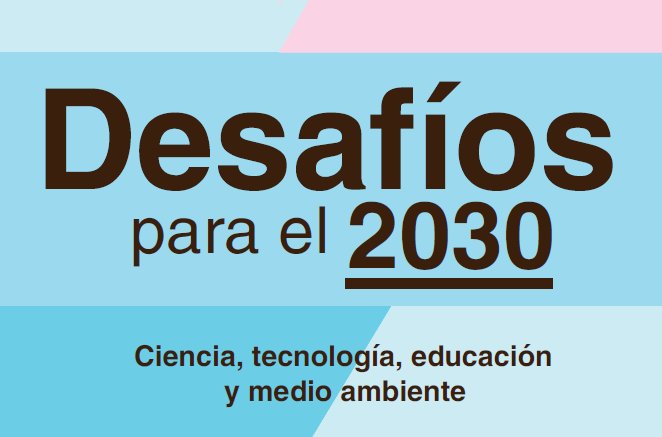 Desafíos
para el 2030
Ciencia, tecnología, educación
y medio ambiente